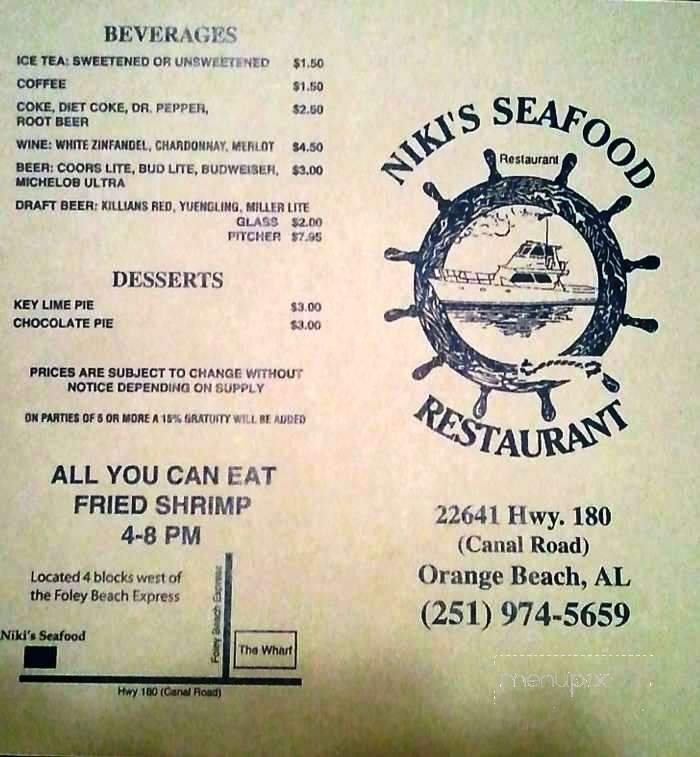 BEVERAGES
ICE TEA: SWEETENED OR UNSWEETENED $1.50
COFFEE $1.50
COKE, DIET COKE, DR. PEPPER, $2.50
ROOT BEER
WINE: WHITE ZINFANDEL, CHARDONNAY, MERLOT $4.50
BEER: COORS LITE, BUD LITE, BUDWEISER, $3.00
MICHELOB ULTRA
DRAFT BEER: KILLIANS RED, YUENGLING, MILLER LITE
GLASS $2.00
PITCHER $7.95
DESSERTS
KEY LIME PIE $3.00
CHOCOLATE PIE $3.00
PRICES ARE SUBJECT TO CHANGE WITHOUT
NOTICE DEPENDING ON SUPPLY
ON PARTIES OF 5 OR MORE A 15% GRATUITY WILL BE ADDED
ALL YOU CAN EAT
FRIED SHRIMP
4-8 PM
Located 4 blocks west of
the Foley Beach Express
Niki's Seafood
Foley Beach Express
The Wharf
Hwy 180 (Canal Road)
NIKI'S SEAFOOD
Restaurant
RESTAURANT
22641 Hwy. 180
(Canal Road)
Orange Beach, AL
(251) 974-5659
menupix